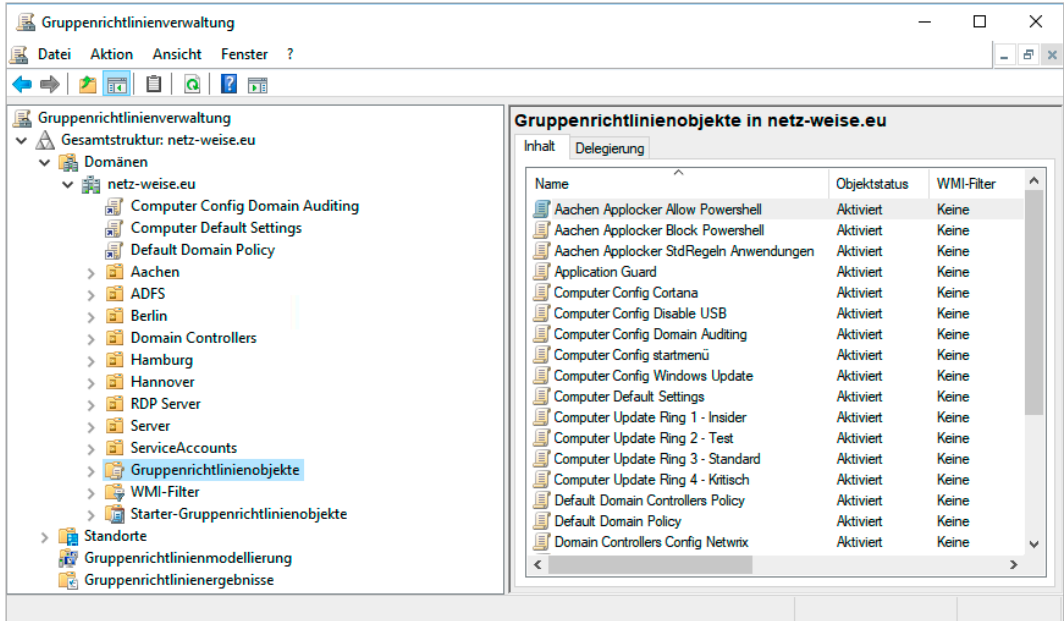 Gruppenrichtlinienverwaltung
Datei Aktion Ansicht Fenster ?
Gruppenrichtlinienverwaltung
Gesamtstruktur: netz-weise.eu
Domänen
netz-weise.eu
Computer Config Domain Auditing
Computer Default Settings
Default Domain Policy
Aachen
ADFS
Berlin
Domain Controllers
Hamburg
Hannover
RDP Server
Server
ServiceAccounts
Gruppenrichtlinienobjekte
WMI-Filter
Starter-Gruppenrichtlinienobjekte
Standorte
Gruppenrichtlinienmodellierung
Gruppenrichtlinienergebnisse
Gruppenrichtlinienobjekte in netz-weise.eu
Inhalt Delegierung
Name Objektstatus WMI-Filter
Aachen Applocker Allow Powershell Aktiviert Keine
Aachen Applocker Block Powershell Aktiviert Keine
Aachen Applocker StdRegeln Anwendungen Aktiviert Keine
Application Guard Aktiviert Keine
Computer Config Cortana Aktiviert Keine
Computer Config Disable USB Aktiviert Keine
Computer Config Domain Auditing Aktiviert Keine
Computer Config startmenü Aktiviert Keine
Computer Config Windows Update Aktiviert Keine
Computer Default Settings Aktiviert Keine
Computer Update Ring 1 - Insider Aktiviert Keine
Computer Update Ring 2 - Test Aktiviert Keine
Computer Update Ring 3 - Standard Aktiviert Keine
Computer Update Ring 4 - Kritisch Aktiviert Keine
Default Domain Controllers Policy Aktiviert Keine
Default Domain Policy Aktiviert Keine
Domain Controllers Config Netwrix Aktiviert Keine